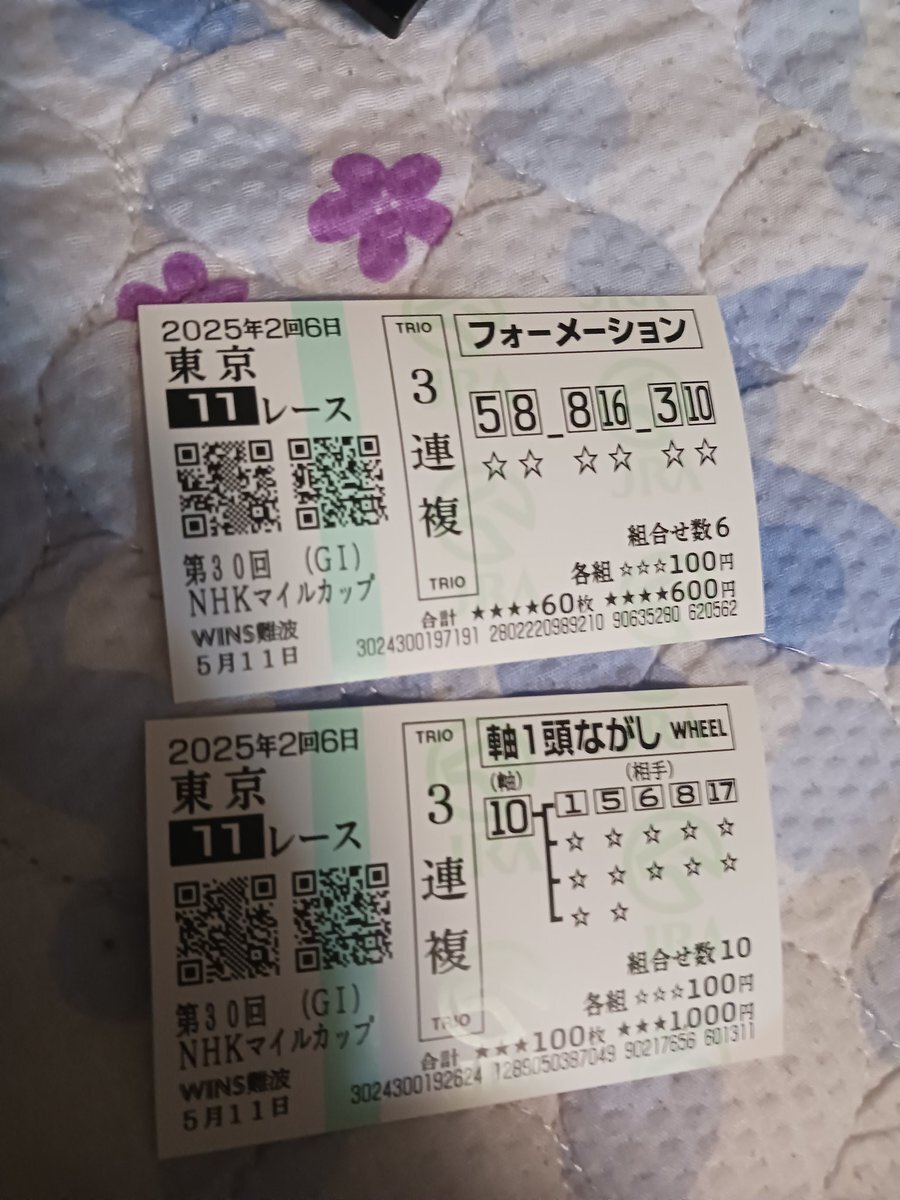 2025年2回6日
東京
11レース
第30回 (GI)
NHKマイルカップ
WINS難波
5月11日
TRIO
3連複
TRIO
フォーメーション
5 8 _ 8 16 _ 3 10
☆☆ ☆☆ ☆☆
組合せ数6
各組 ☆☆☆100円
合計 ★★★★60枚 ★★★★600円
3024300197191 2802220989210 90635280 620562
2025年2回6日
東京
11レース
第30回 (GI)
NHKマイルカップ
WINS難波
5月11日
TRIO
3連複
TRIO
軸1頭ながし WHEEL
(軸) (相手)
10 1 5 6 8 17
☆☆☆☆☆
☆☆☆☆☆
☆☆
組合せ数10
各組 ☆☆☆100円
合計 ★★★100枚 ★★★1,000円
3024300192624 1285050387049 90217656 601311